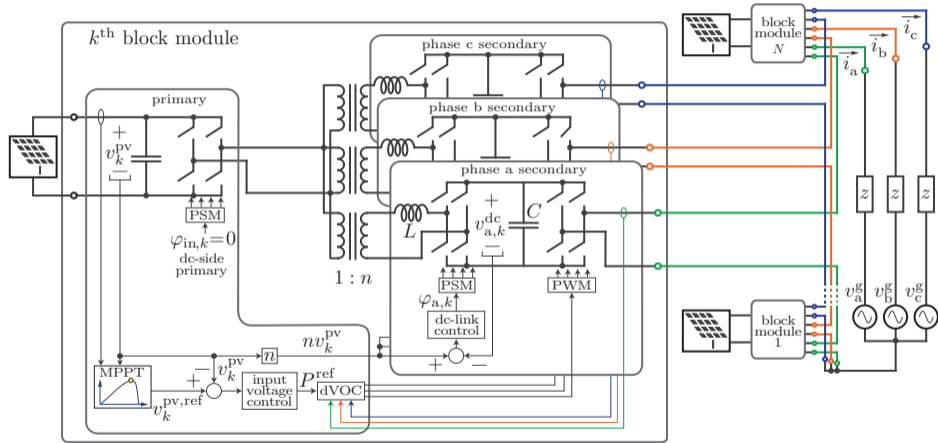 k^th block module
primary
+
v_k^pv
−
PSM
φ_in,k=0
dc-side
primary
1 : n
phase c secondary
phase b secondary
phase a secondary
L
+
v_a,k^dc
−
C
PSM
φ_a,k
dc-link
control
PWM
+
−
nv_k^pv
n
MPPT
v_k^pv,ref
−
+
v_k^pv
input
voltage
control
P^ref
dVOC
block
module
N
i_c
i_b
i_a
z
z
z
v_a^g
v_b^g
v_c^g
block
module
1